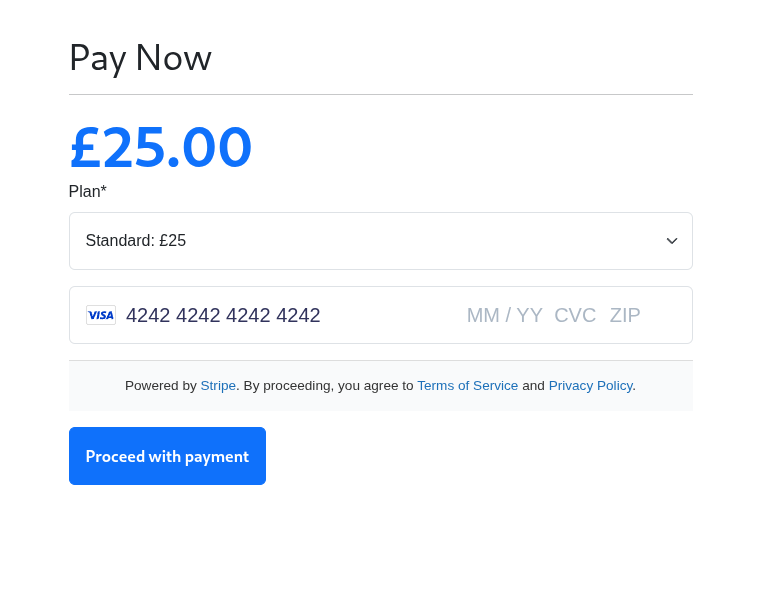 Pay Now
£25.00
Plan*
Standard: £25
VISA 4242 4242 4242 4242 MM / YY CVC ZIP
Powered by Stripe. By proceeding, you agree to Terms of Service and Privacy Policy.
Proceed with payment